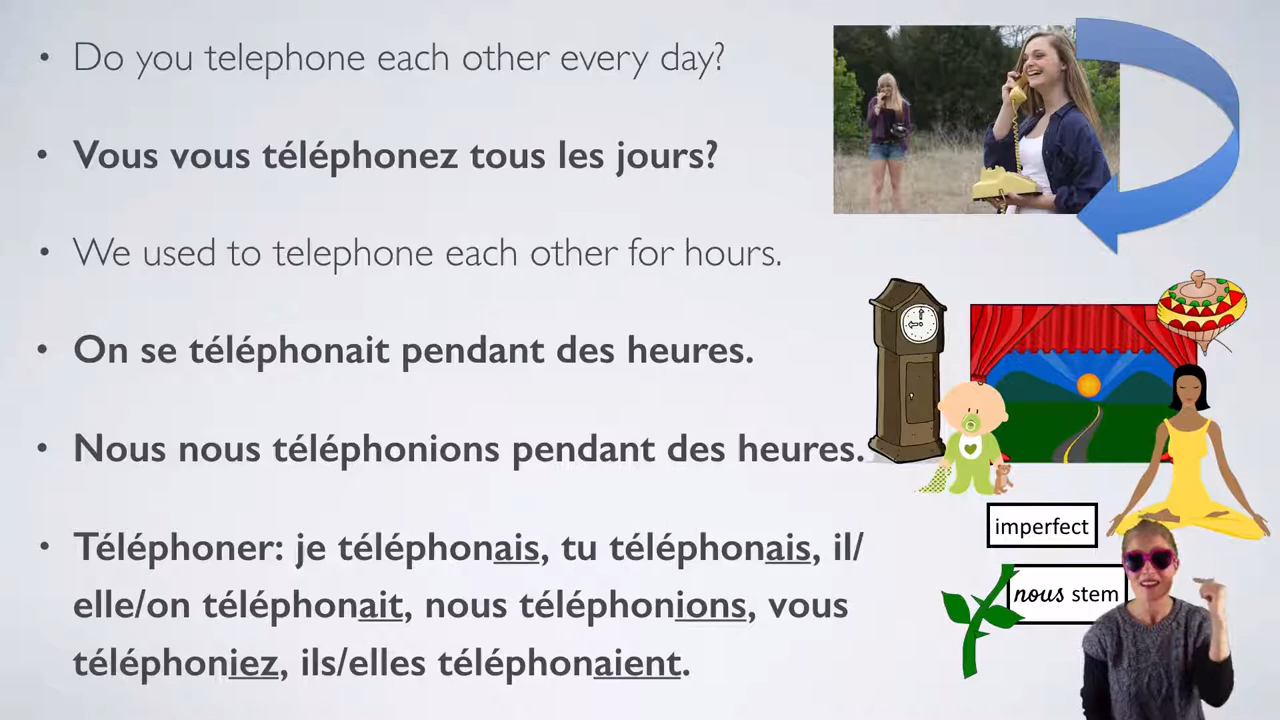 • Do you telephone each other every day?
• Vous vous téléphonez tous les jours?
• We used to telephone each other for hours.
• On se téléphonait pendant des heures.
• Nous nous téléphonions pendant des heures.
imperfect
• Téléphoner: je téléphonais, tu téléphonais, il/
nous stem
elle/on téléphonait, nous téléphonions, vous
téléphoniez, ils/elles téléphonaient.